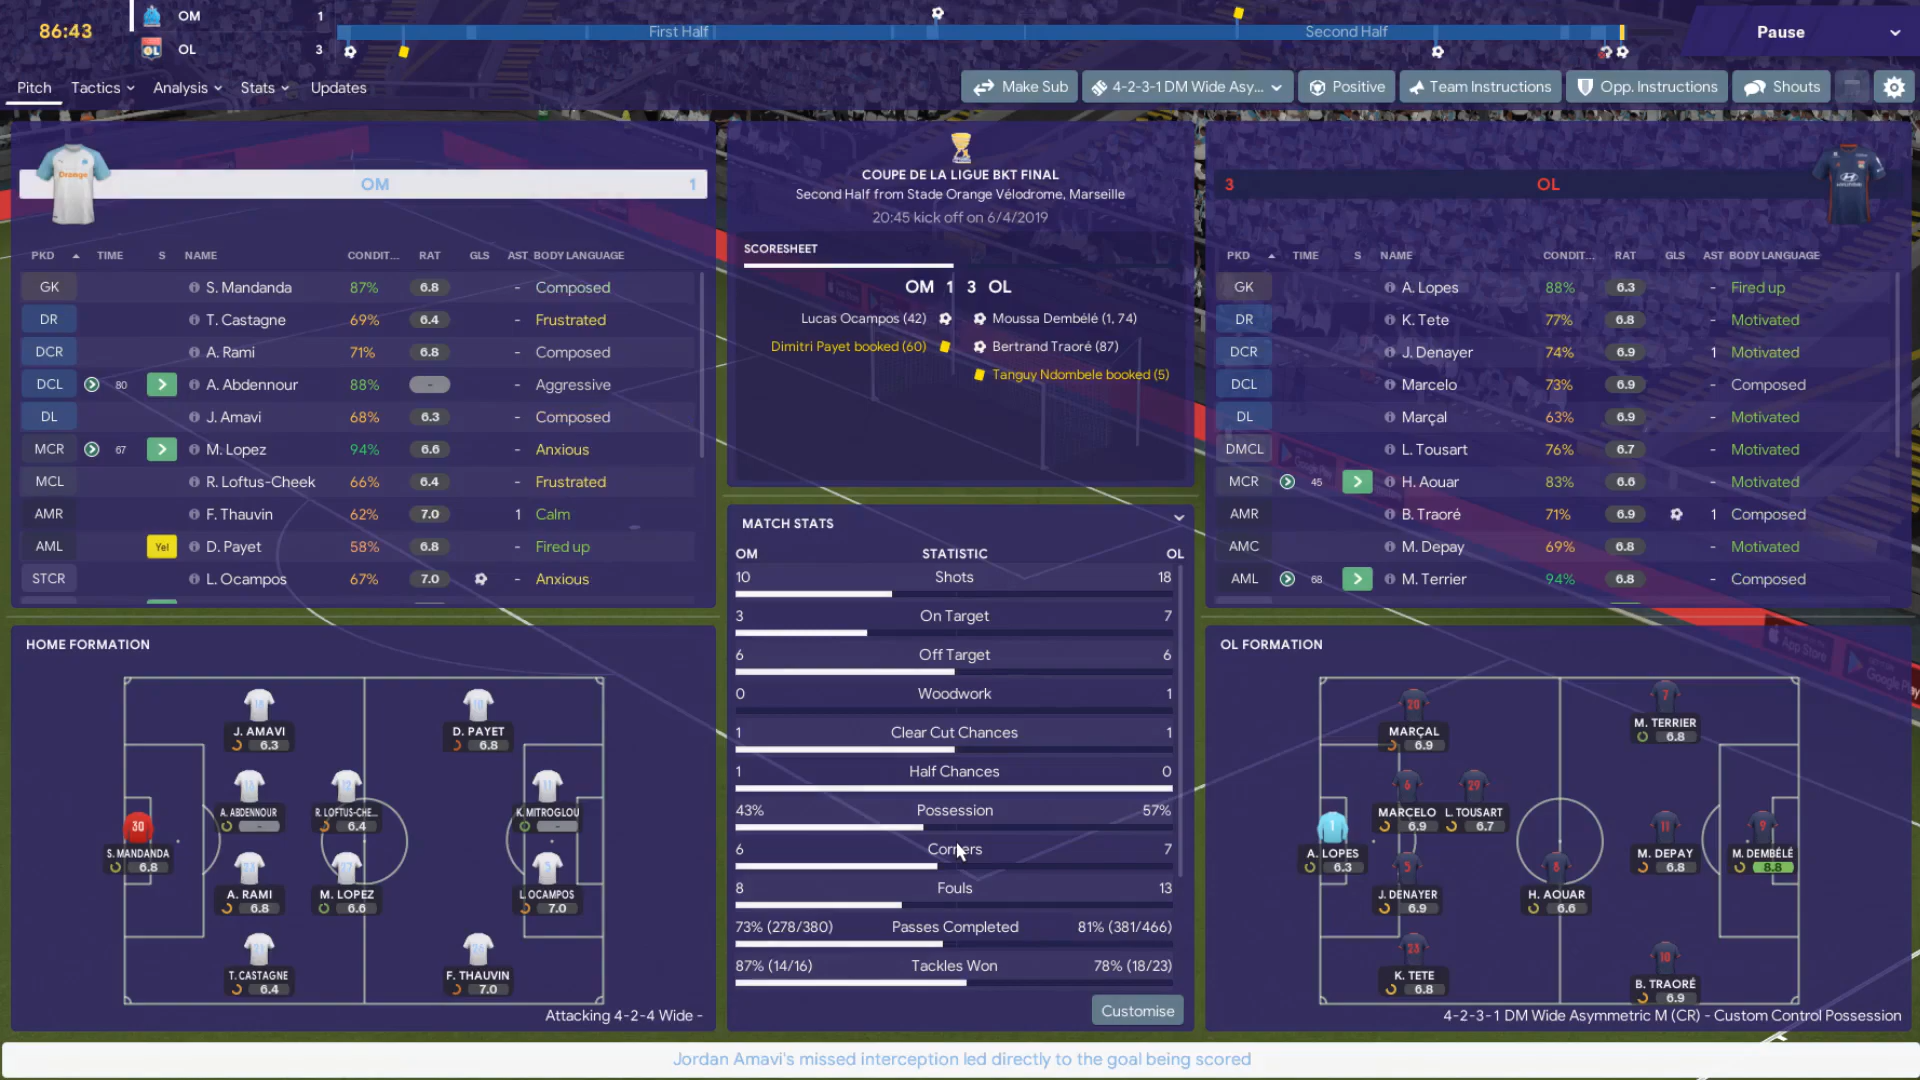 86:43
OM 1
OL 3
First Half
Second Half
Pause
Pitch Tactics Analysis Stats Updates
Make Sub 4-2-3-1 DM Wide Asy... Positive Team Instructions Opp. Instructions Shouts
OM 1
PKD TIME S NAME CONDIT... RAT GLS AST BODY LANGUAGE
GK S. Mandanda 87% 6.8 - Composed
DR T. Castagne 69% 6.4 - Frustrated
DCR A. Rami 71% 6.8 - Composed
DCL 80 A. Abdennour 88% - - Aggressive
DL J. Amavi 68% 6.3 - Composed
MCR 67 M. Lopez 94% 6.6 - Anxious
MCL R. Loftus-Cheek 66% 6.4 - Frustrated
AMR F. Thauvin 62% 7.0 1 Calm
AML Yel D. Payet 58% 6.8 - Fired up
STCR L. Ocampos 67% 7.0 - Anxious
COUPE DE LA LIGUE BKT FINAL
Second Half from Stade Orange Vélodrome, Marseille
20:45 kick off on 6/4/2019
SCORESHEET
OM 1 3 OL
Lucas Ocampos (42) Moussa Dembélé (1, 74)
Dimitri Payet booked (60) Bertrand Traoré (87)
Tanguy Ndombele booked (5)
MATCH STATS
OM STATISTIC OL
10 Shots 18
3 On Target 7
6 Off Target 6
0 Woodwork 1
1 Clear Cut Chances 1
1 Half Chances 0
43% Possession 57%
6 Corners 7
8 Fouls 13
73% (278/380) Passes Completed 81% (381/466)
87% (14/16) Tackles Won 78% (18/23)
Customise
3 OL
PKD TIME S NAME CONDIT... RAT GLS AST BODY LANGUAGE
GK A. Lopes 88% 6.3 - Fired up
DR K. Tete 77% 6.8 - Motivated
DCR J. Denayer 74% 6.9 1 Motivated
DCL Marcelo 73% 6.9 - Composed
DL Marçal 63% 6.9 - Motivated
DMCL L. Tousart 76% 6.7 - Motivated
MCR 45 H. Aouar 83% 6.6 - Motivated
AMR B. Traoré 71% 6.9 1 Composed
AMC M. Depay 69% 6.8 - Motivated
AML 68 M. Terrier 94% 6.8 - Composed
HOME FORMATION
J. AMAVI
6.3
D. PAYET
6.8
A. ABDENNOUR
-
R. LOFTUS-CHE...
6.4
K. MITROGLOU
-
30
S. MANDANDA
6.8
A. RAMI
6.8
M. LOPEZ
6.6
L. OCAMPOS
7.0
T. CASTAGNE
6.4
F. THAUVIN
7.0
Attacking 4-2-4 Wide -
OL FORMATION
20
MARÇAL
6.9
7
M. TERRIER
6.8
6
MARCELO
6.9
29
L. TOUSART
6.7
1
A. LOPES
6.3
11
M. DEPAY
6.8
9
M. DEMBÉLÉ
8.8
5
J. DENAYER
6.9
8
H. AOUAR
6.6
23
K. TETE
6.8
10
B. TRAORÉ
6.9
4-2-3-1 DM Wide Asymmetric M (CR) - Custom Control Possession
Jordan Amavi's missed interception led directly to the goal being scored